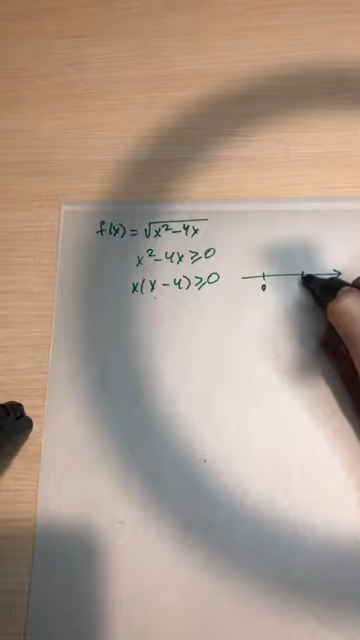 f(x) = √x²-4x
x²-4x ≥ 0
x(x-4) ≥ 0
0